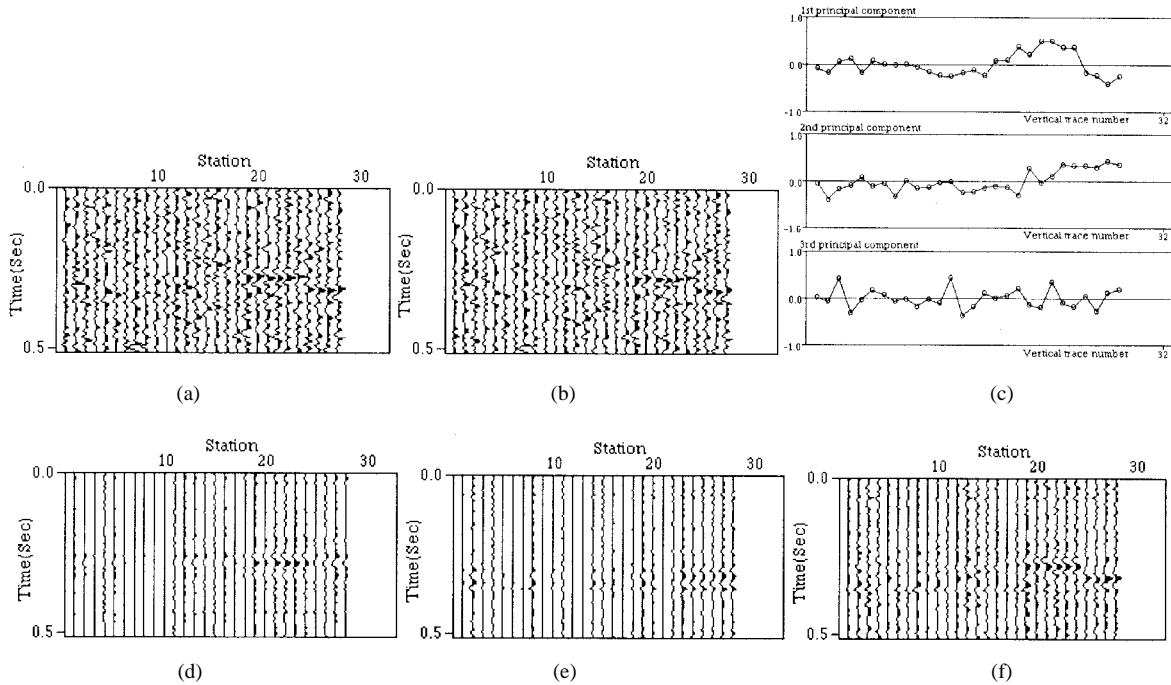 1st principal component
1.0
0.0
-1.0
Vertical trace number 32
2nd principal component
1.0
0.0
-1.0
Vertical trace number 32
3rd principal component
1.0
0.0
-1.0
Vertical trace number 32
Station
10 20 30
0.0
Time(Sec)
0.5
Station
10 20 30
0.0
Time(Sec)
0.5
(a)
(b)
(c)
Station
10 20 30
0.0
Time(Sec)
0.5
Station
10 20 30
0.0
Time(Sec)
0.5
Station
10 20 30
0.0
Time(Sec)
0.5
(d)
(e)
(f)